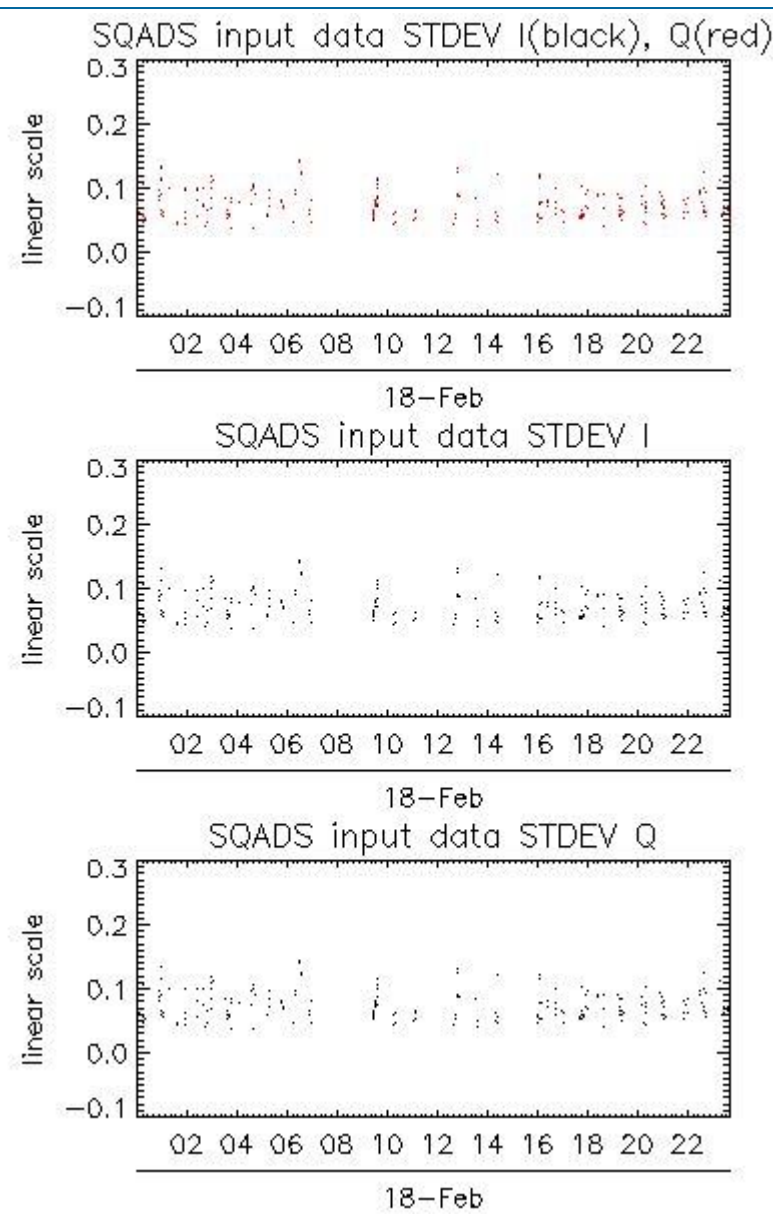 SQADS input data STDEV I(black), Q(red)
0.3
0.2
0.1
0.0
−0.1
linear scale
02 04 06 08 10 12 14 16 18 20 22
18−Feb
SQADS input data STDEV I
0.3
0.2
0.1
0.0
−0.1
linear scale
02 04 06 08 10 12 14 16 18 20 22
18−Feb
SQADS input data STDEV Q
0.3
0.2
0.1
0.0
−0.1
linear scale
02 04 06 08 10 12 14 16 18 20 22
18−Feb